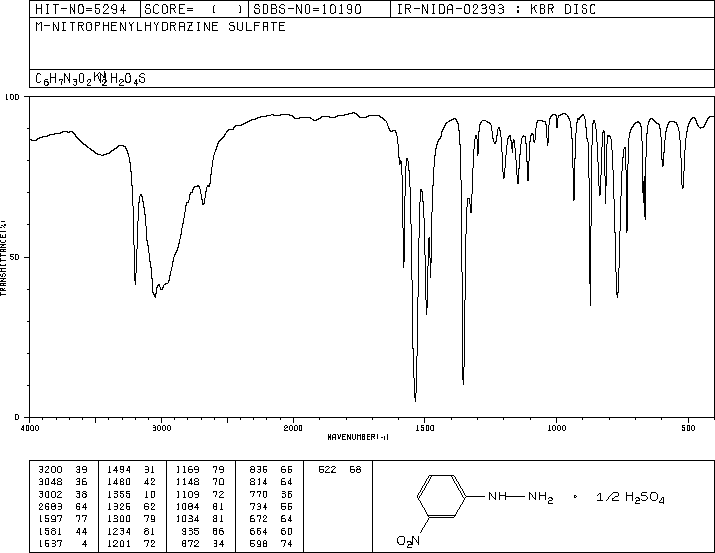 HIT-NO=5294 SCORE= ( ) SDBS-NO=10190 IR-NIDA-02393 : KBR DISC
M-NITROPHENYLHYDRAZINE SULFATE
C6H7N3O2 H2O4S
100
50
0
TRANSMITTANCE(%)
4000 3000 2000 1500 1000 500
WAVENUMBER(-1)
3200 39 1494 31 1169 79 836 66 522 68
3048 36 1480 42 1148 70 814 64
3002 38 1355 10 1109 72 770 36
2689 64 1326 62 1084 81 734 55
1597 77 1300 79 1034 81 672 64
1581 44 1234 81 935 66 664 60
1537 4 1201 72 872 34 598 74
NH NH2 · 1/2 H2SO4
O2N